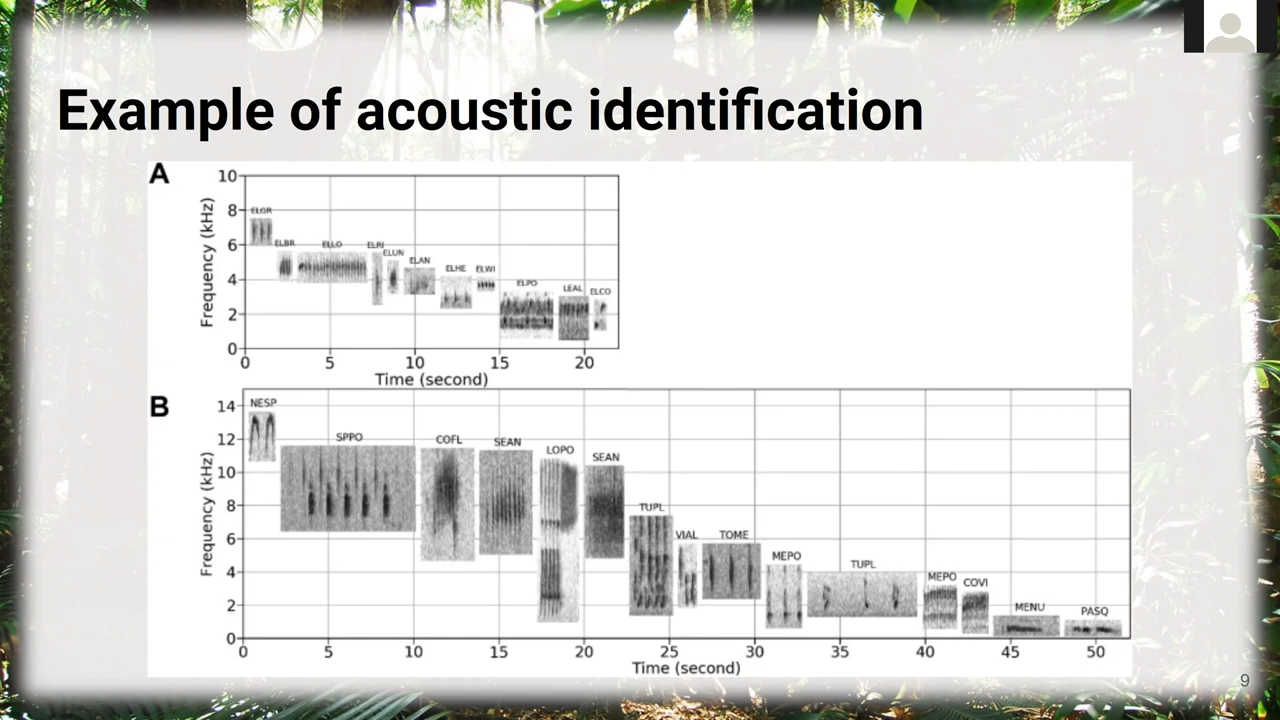 Example of acoustic identification
A
Frequency (kHz)
10
8
6
4
2
0
ELGR
ELBR
ELLO
ELRI
ELUN
ELAN
ELHE
ELWI
ELPO
LEAL
ELCO
0 5 10 15 20
Time (second)
B
Frequency (kHz)
14
12
10
8
6
4
2
0
NESP
SPPO
COFL
SEAN
LOPO
SEAN
TUPL
VIAL
TOME
MEPO
TUPL
MEPO
COVI
MENU
PASQ
0 5 10 15 20 25 30 35 40 45 50
Time (second)
9